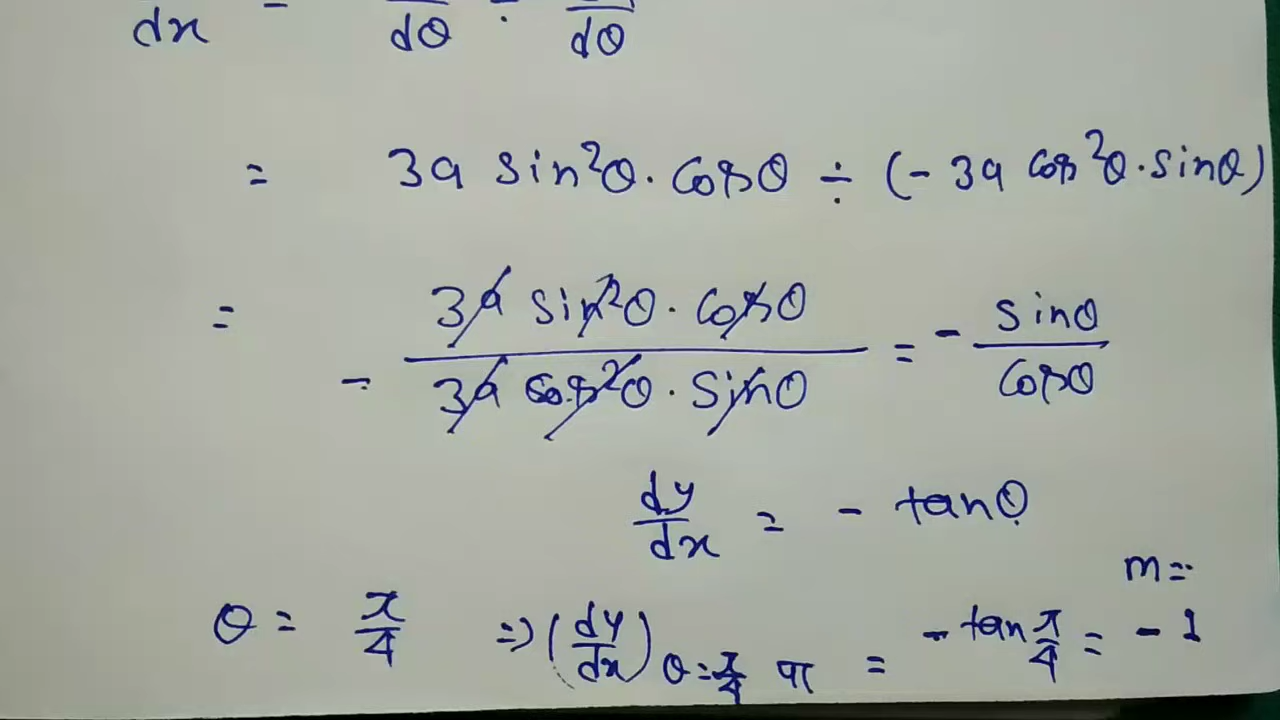 dx = dθ ÷ dθ
= 3a sin²θ. cosθ ÷ (- 3a cos²θ. sinθ)
= 3a sin²θ. cosθ / - 3a cos²θ. sinθ = - sinθ / cosθ
dy/dx = - tanθ
m =
θ = π/4 ⇒ (dy/dx) θ=π/4 पर = - tan π/4 = - 1